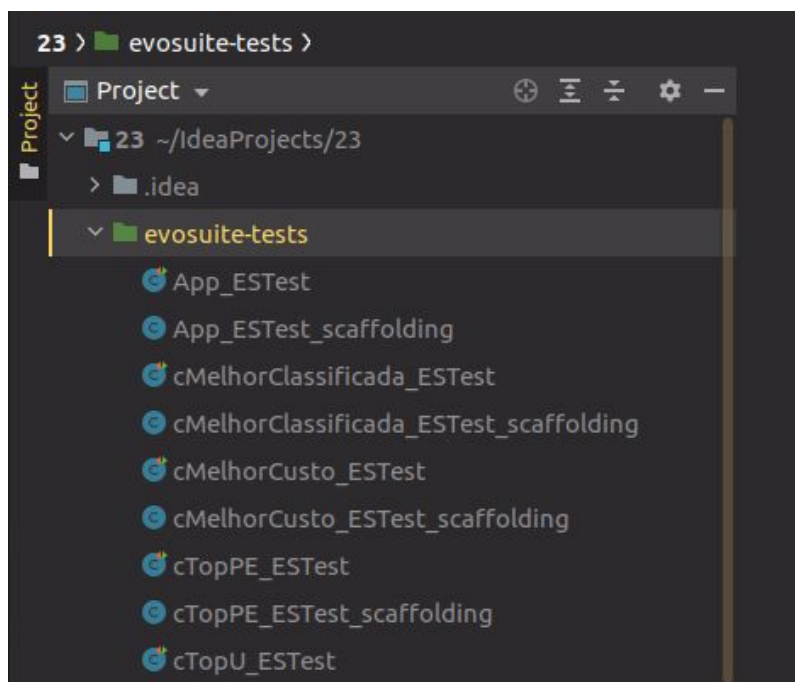 23 > evosuite-tests >
Project
Project
23 ~/IdeaProjects/23
.idea
evosuite-tests
App_ESTest
App_ESTest_scaffolding
cMelhorClassificada_ESTest
cMelhorClassificada_ESTest_scaffolding
cMelhorCusto_ESTest
cMelhorCusto_ESTest_scaffolding
cTopPE_ESTest
cTopPE_ESTest_scaffolding
cTopU_ESTest